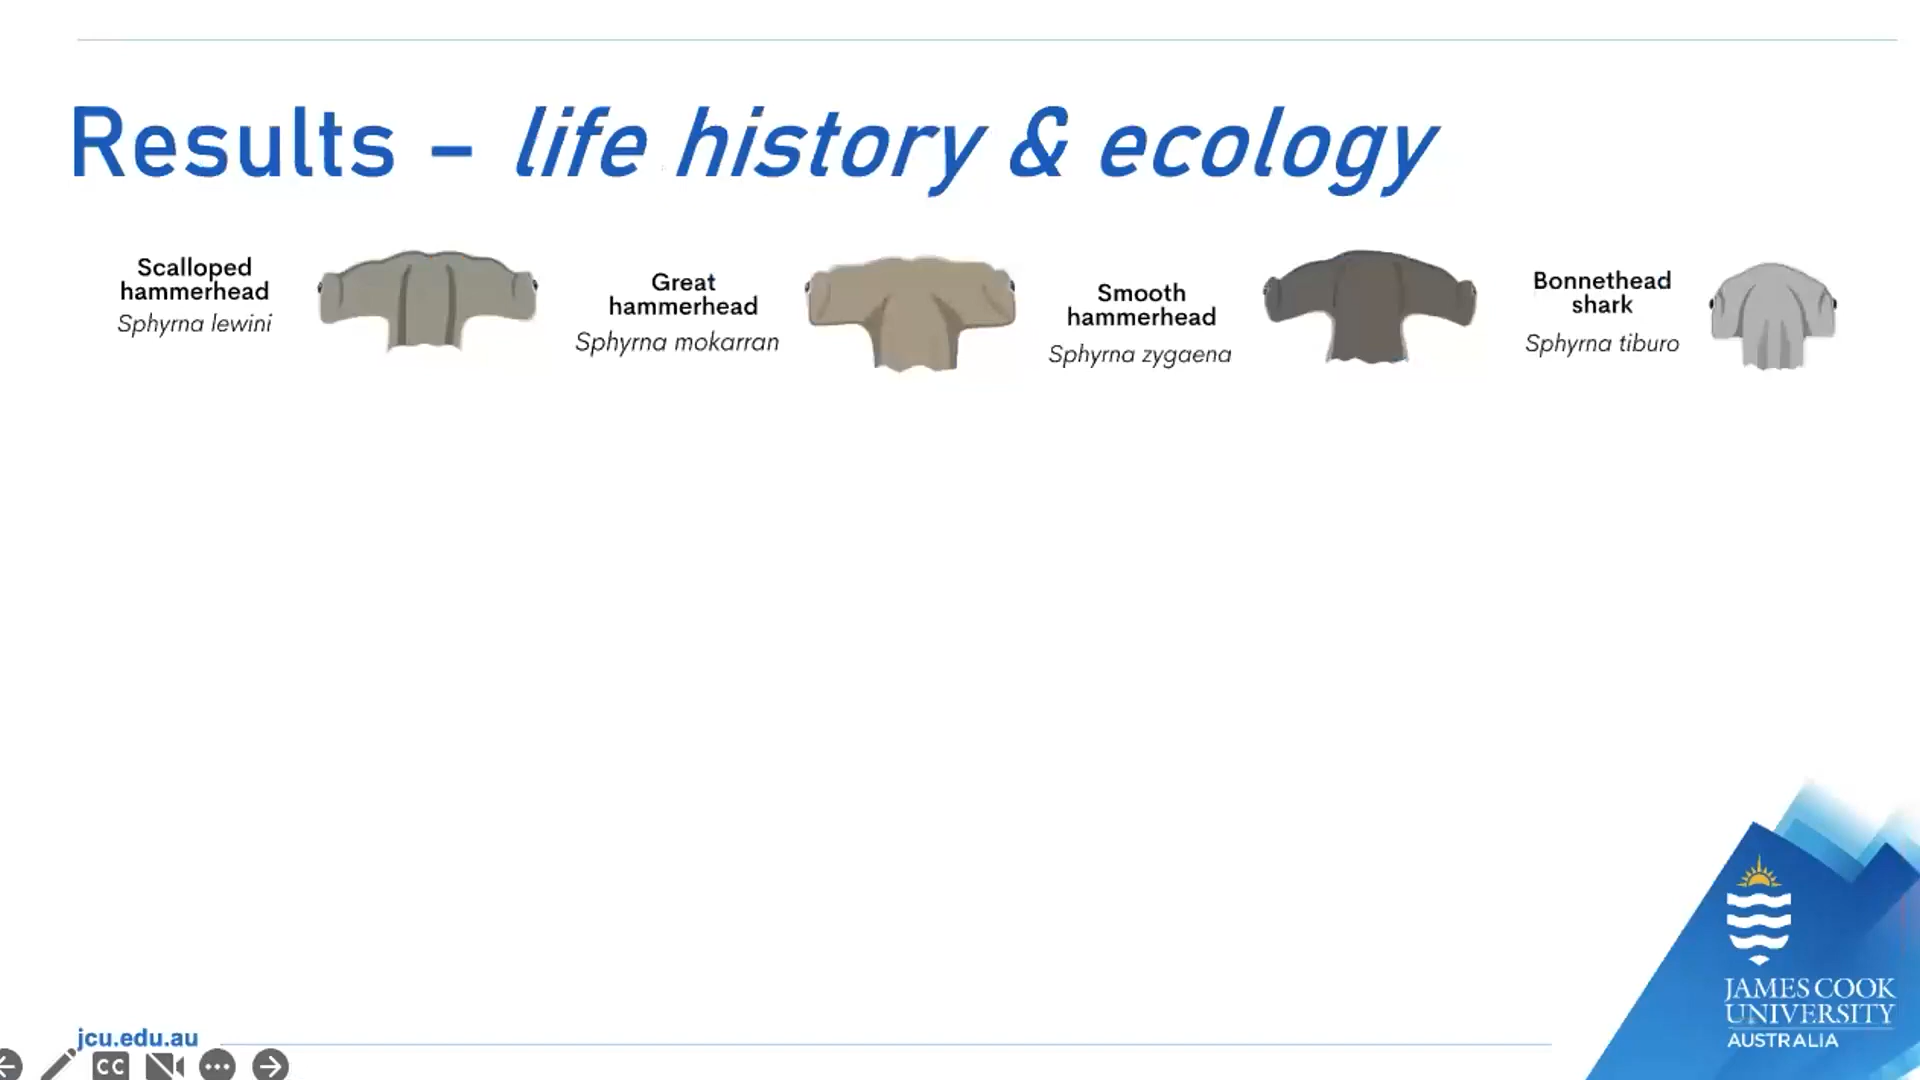 Results – life history & ecology
Scalloped
hammerhead
Sphyrna lewini
Great
hammerhead
Sphyrna mokarran
Smooth
hammerhead
Sphyrna zygaena
Bonnethead
shark
Sphyrna tiburo
JAMES COOK
UNIVERSITY
AUSTRALIA
jcu.edu.au
CC